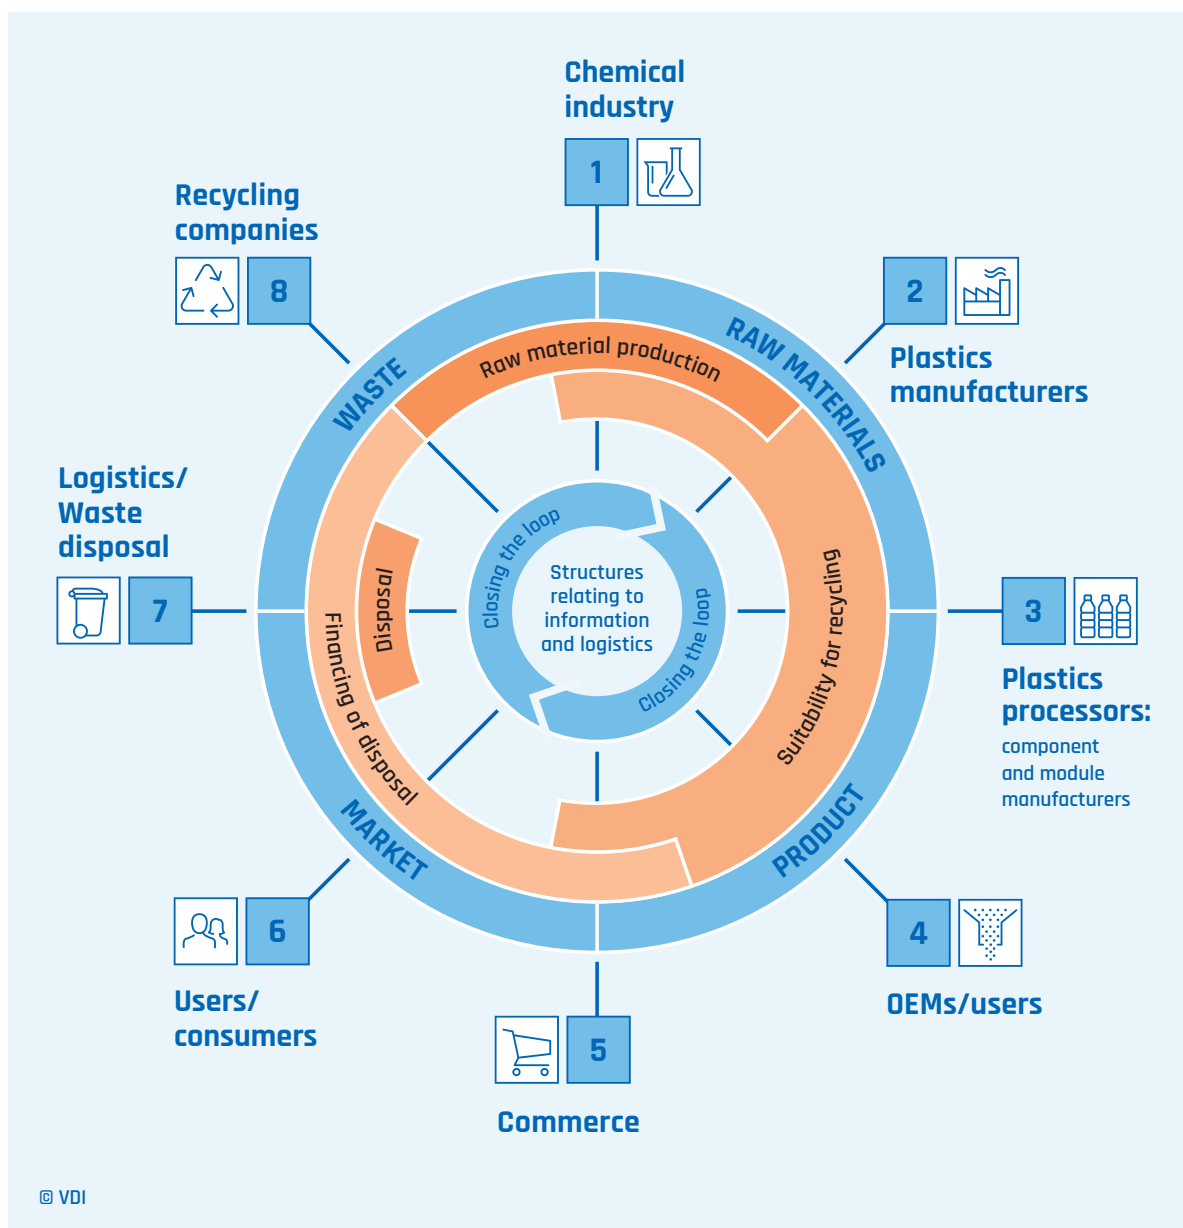 Chemical
industry
1
2
Plastics
manufacturers
3
Plastics
processors:
component
and module
manufacturers
4
OEMs/users
5
Commerce
6
Users/
consumers
Logistics/
Waste
disposal
7
Recycling
companies
8
RAW MATERIALS
PRODUCT
MARKET
WASTE
Raw material production
Suitability for recycling
Financing of disposal
Disposal
Closing the loop
Closing the loop
Structures
relating to
information
and logistics
© VDI